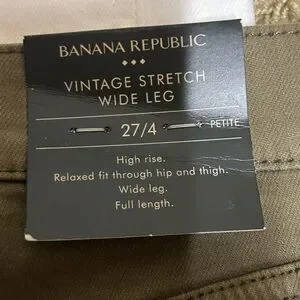 BANANA REPUBLIC
VINTAGE STRETCH
WIDE LEG
27/4 PETITE
High rise.
Relaxed fit through hip and thigh.
Wide leg.
Full length.